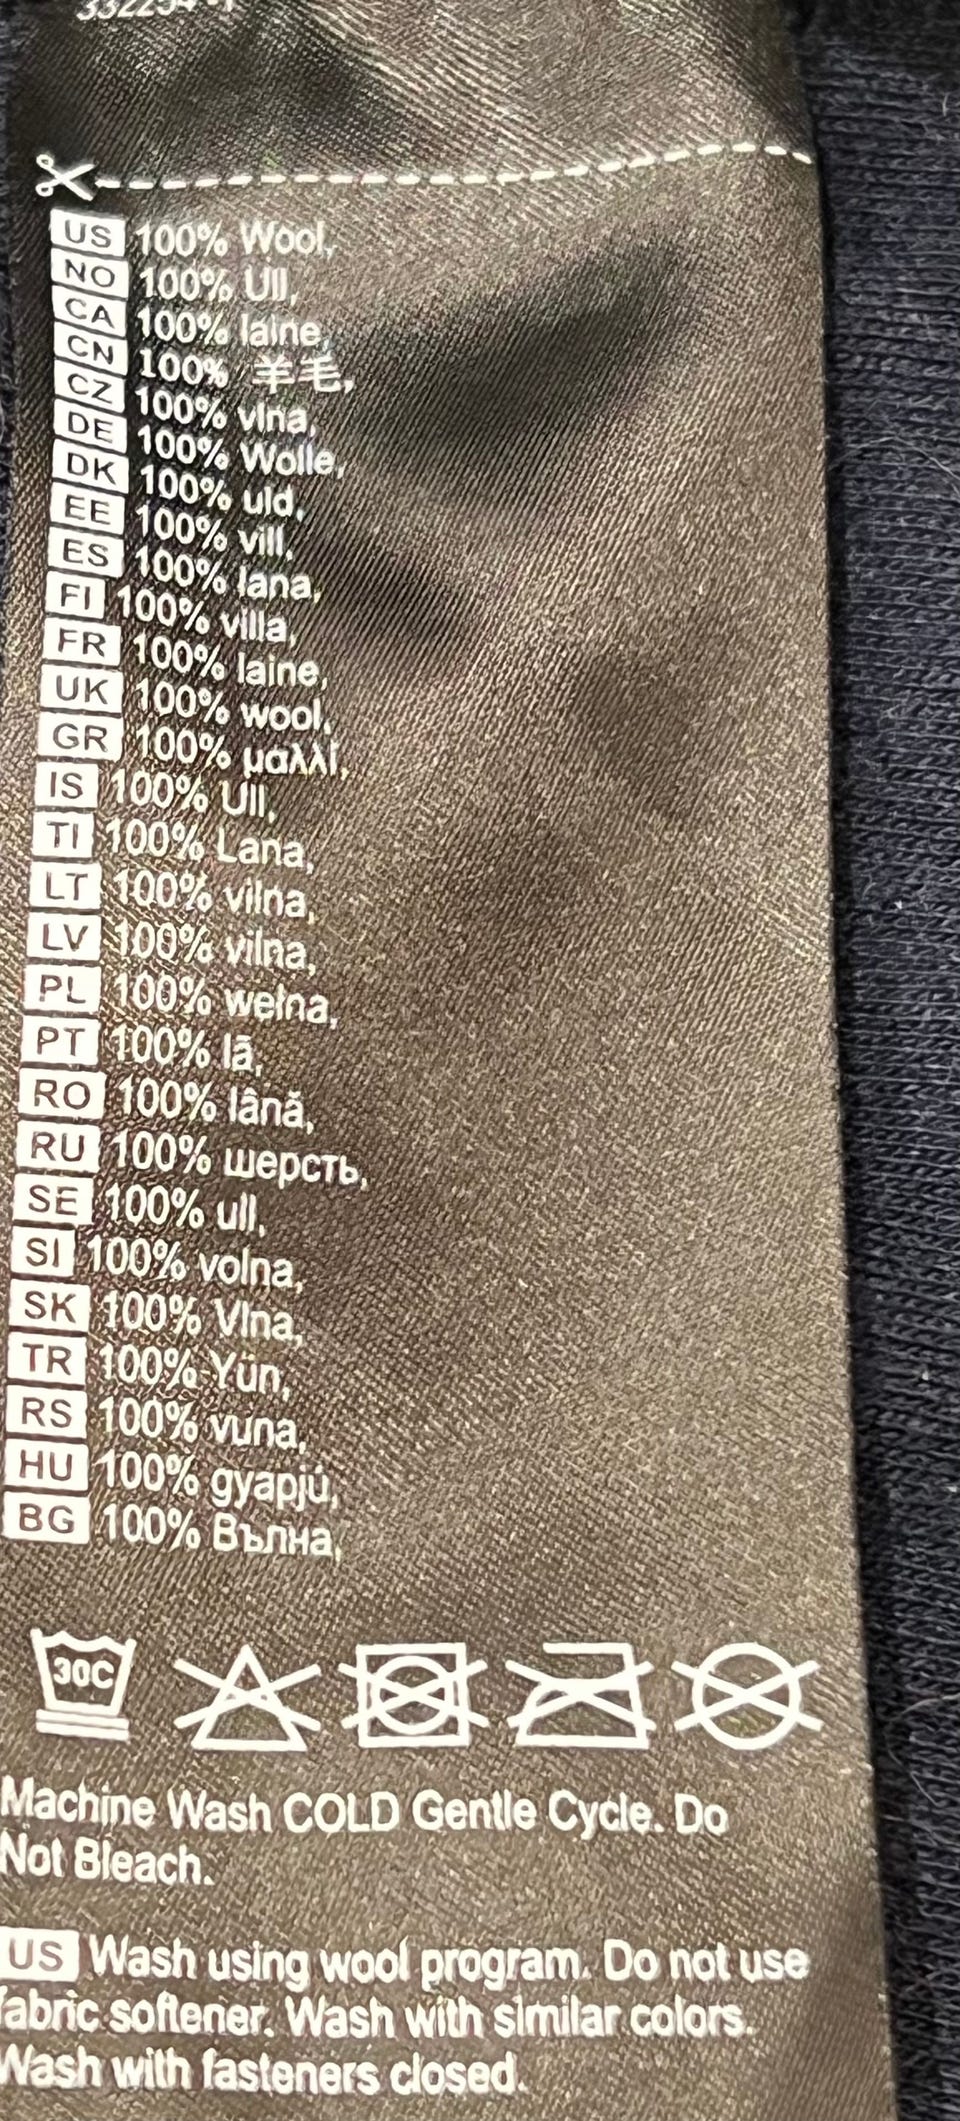 US 100% Wool,
NO 100% Ull,
CA 100% laine,
CN 100% 羊毛,
CZ 100% vlna,
DE 100% Wolle,
DK 100% uld,
EE 100% vill,
ES 100% lana,
FI 100% villa,
FR 100% laine,
UK 100% wool,
GR 100% μαλλί,
IS 100% Ull,
TI 100% Lana,
LT 100% vilna,
LV 100% vilna,
PL 100% wełna,
PT 100% lã,
RO 100% lână,
RU 100% шерсть,
SE 100% ull,
SI 100% volna,
SK 100% Vlna,
TR 100% Yün,
RS 100% vuna,
HU 100% gyapjú,
BG 100% Вълна,
30C
Machine Wash COLD Gentle Cycle. Do
Not Bleach.
US Wash using wool program. Do not use
fabric softener. Wash with similar colors.
Wash with fasteners closed.